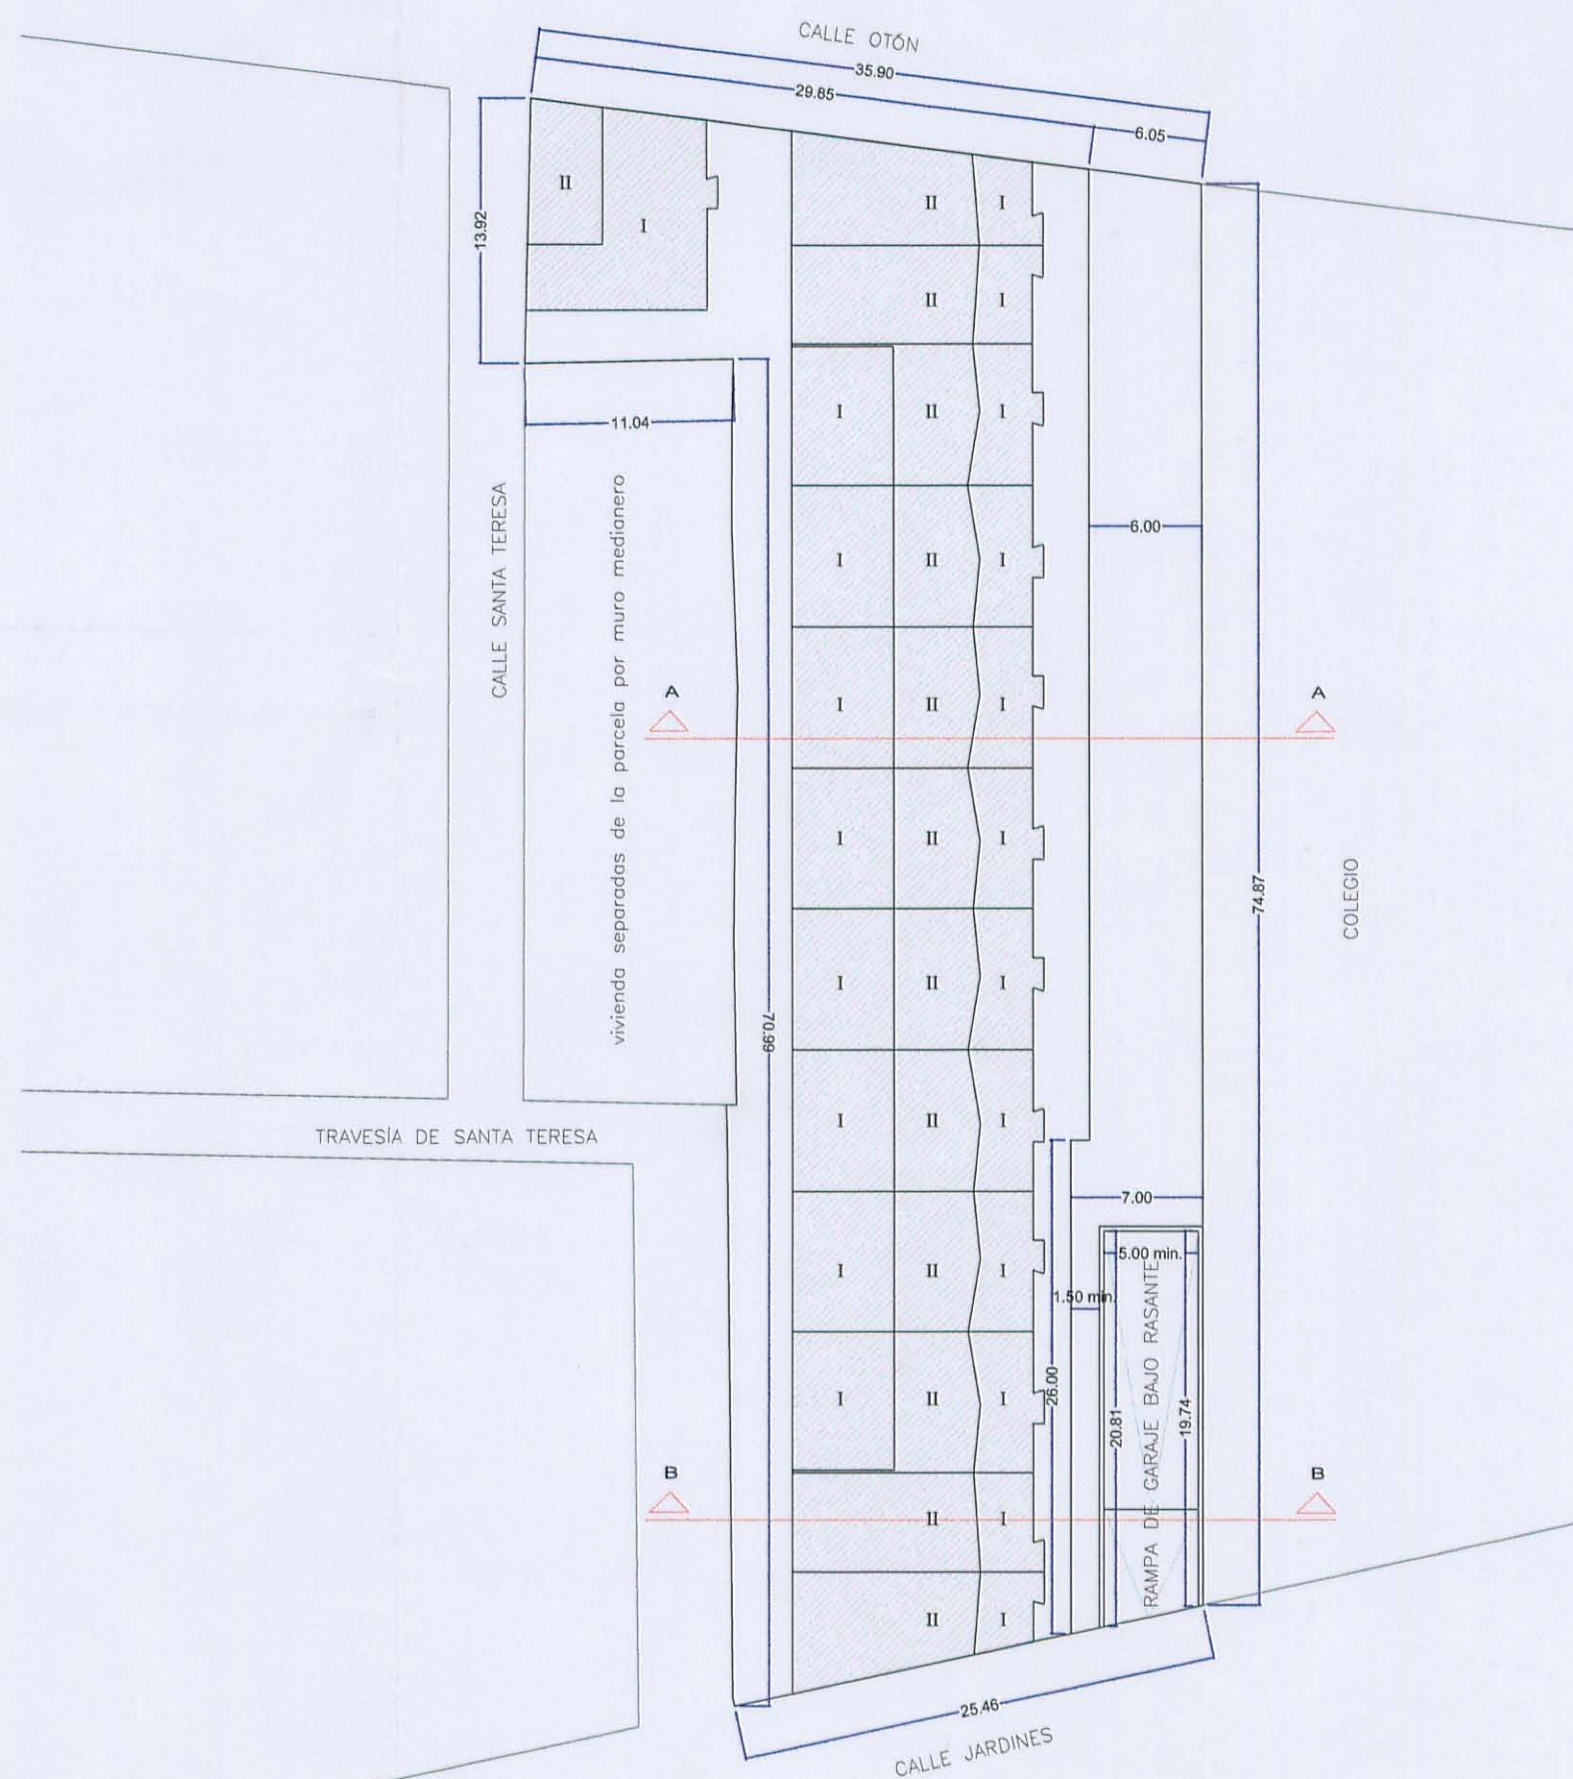 CALLE OTÓN
35.90
29.85
6.05
II
I
13.92
II
I
II
I
11.04
I
II
I
CALLE SANTA TERESA
vivienda separadas de la parcela por muro medianero
6.00
I
II
I
A
A
I
II
I
I
II
I
74.87
COLEGIO
I
II
I
70.99
I
II
I
TRAVESÍA DE SANTA TERESA
7.00
5.00 min.
I
II
I
1.50 min.
26.00
I
II
I
20.81
19.74
RAMPA DE GARAJE BAJO RASANTE
B
B
II
I
II
I
25.46
CALLE JARDINES